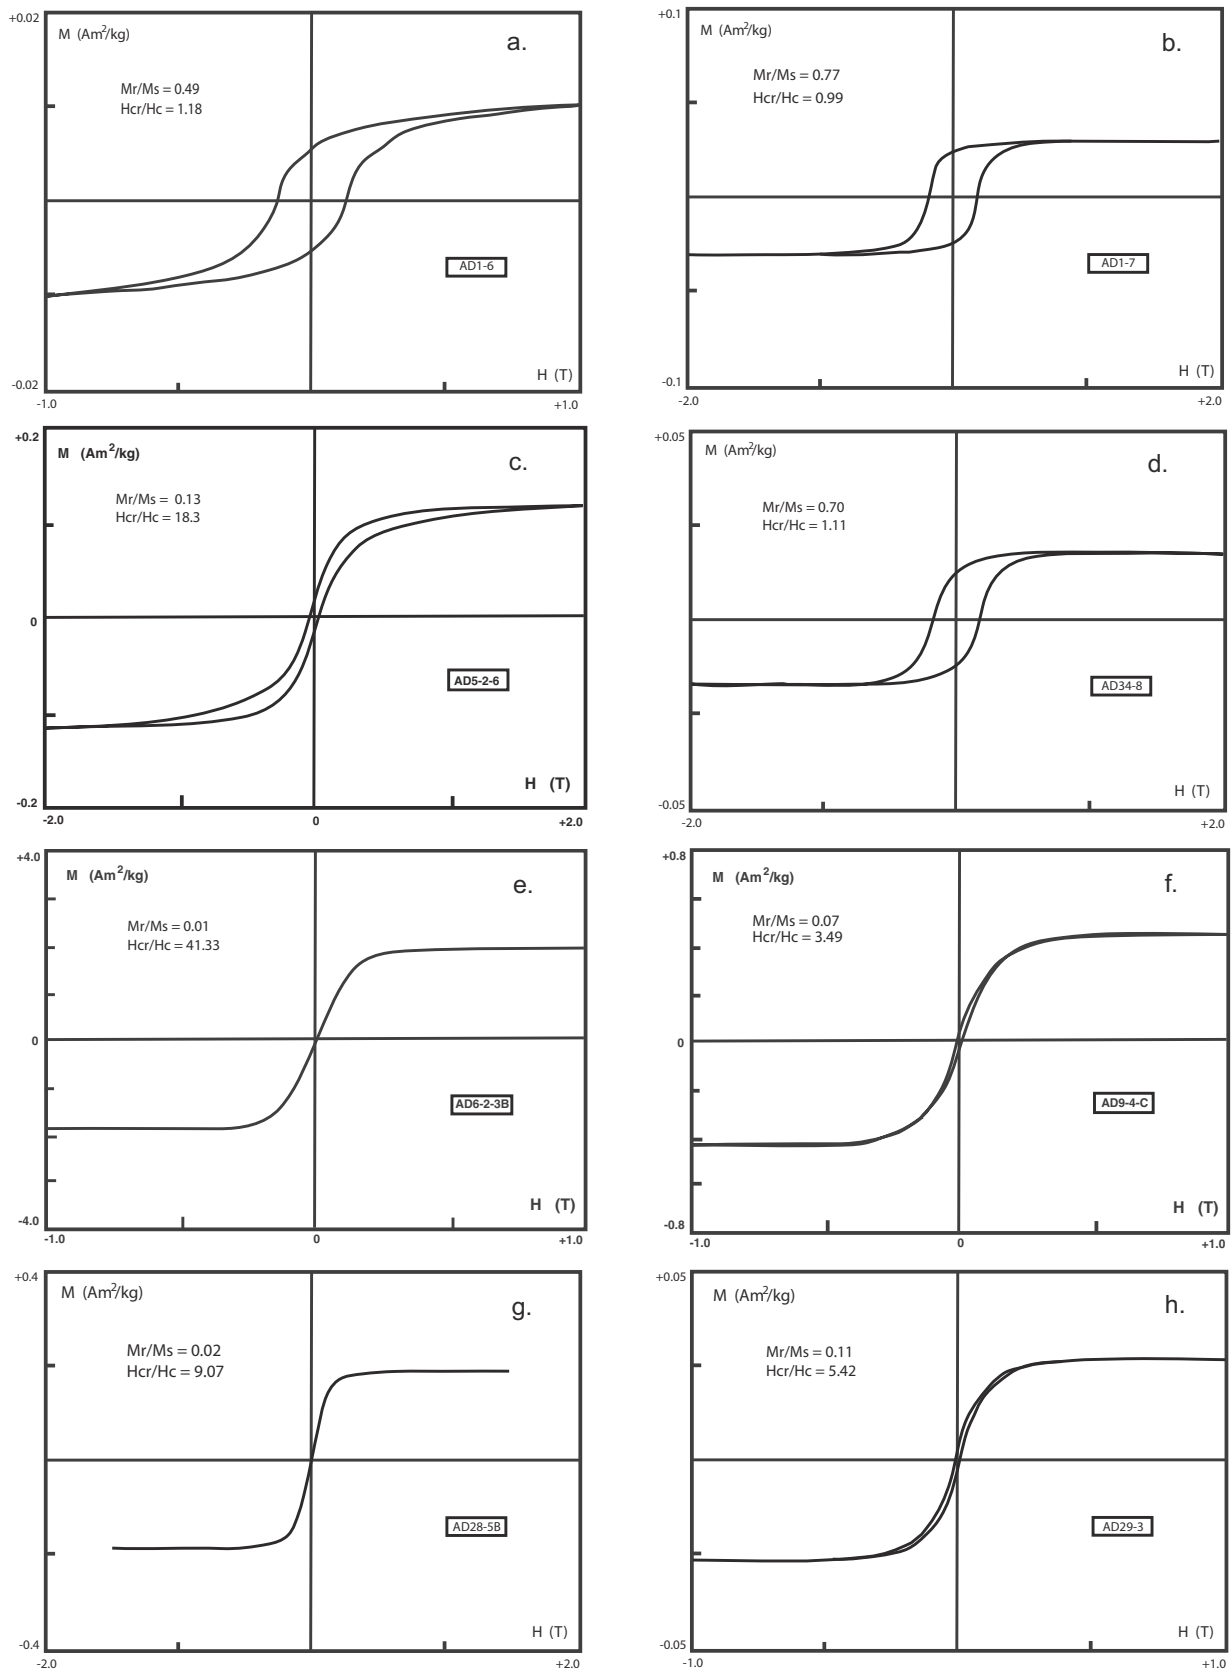 +0.02
M (Am²/kg)
a.
Mr/Ms = 0.49
Hcr/Hc = 1.18
AD1-6
H (T)
-0.02
-1.0
+1.0
+0.1
M (Am²/kg)
b.
Mr/Ms = 0.77
Hcr/Hc = 0.99
AD1-7
H (T)
-0.1
-2.0
+2.0
+0.2
M (Am²/kg)
c.
Mr/Ms = 0.13
Hcr/Hc = 18.3
0
AD5-2-6
H (T)
-0.2
-2.0
0
+2.0
+0.05
M (Am²/kg)
d.
Mr/Ms = 0.70
Hcr/Hc = 1.11
AD34-8
H (T)
-0.05
-2.0
+2.0
+4.0
M (Am²/kg)
e.
Mr/Ms = 0.01
Hcr/Hc = 41.33
0
AD6-2-3B
H (T)
-4.0
-1.0
0
+1.0
+0.8
M (Am²/kg)
f.
Mr/Ms = 0.07
Hcr/Hc = 3.49
0
AD9-4-C
H (T)
-0.8
-1.0
0
+1.0
+0.4
M (Am²/kg)
g.
Mr/Ms = 0.02
Hcr/Hc = 9.07
AD28-5B
H (T)
-0.4
-2.0
+2.0
+0.05
M (Am²/kg)
h.
Mr/Ms = 0.11
Hcr/Hc = 5.42
AD29-3
H (T)
-0.05
-1.0
+1.0